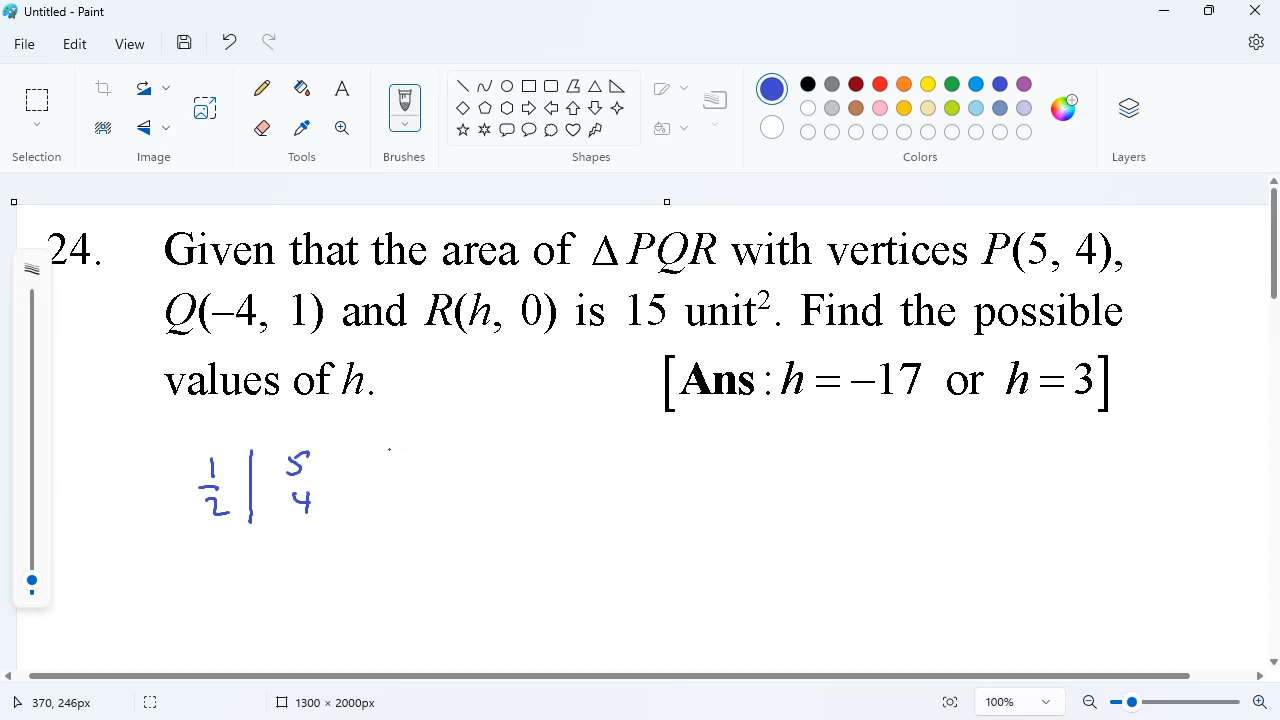 Untitled - Paint
File Edit View
Selection Image Tools Brushes Shapes Colors Layers
24. Given that the area of Δ PQR with vertices P(5, 4),
Q(–4, 1) and R(h, 0) is 15 unit². Find the possible
values of h. [Ans : h = –17 or h = 3]
1 | 5
2 | 4
370, 246px 1300 × 2000px 100%